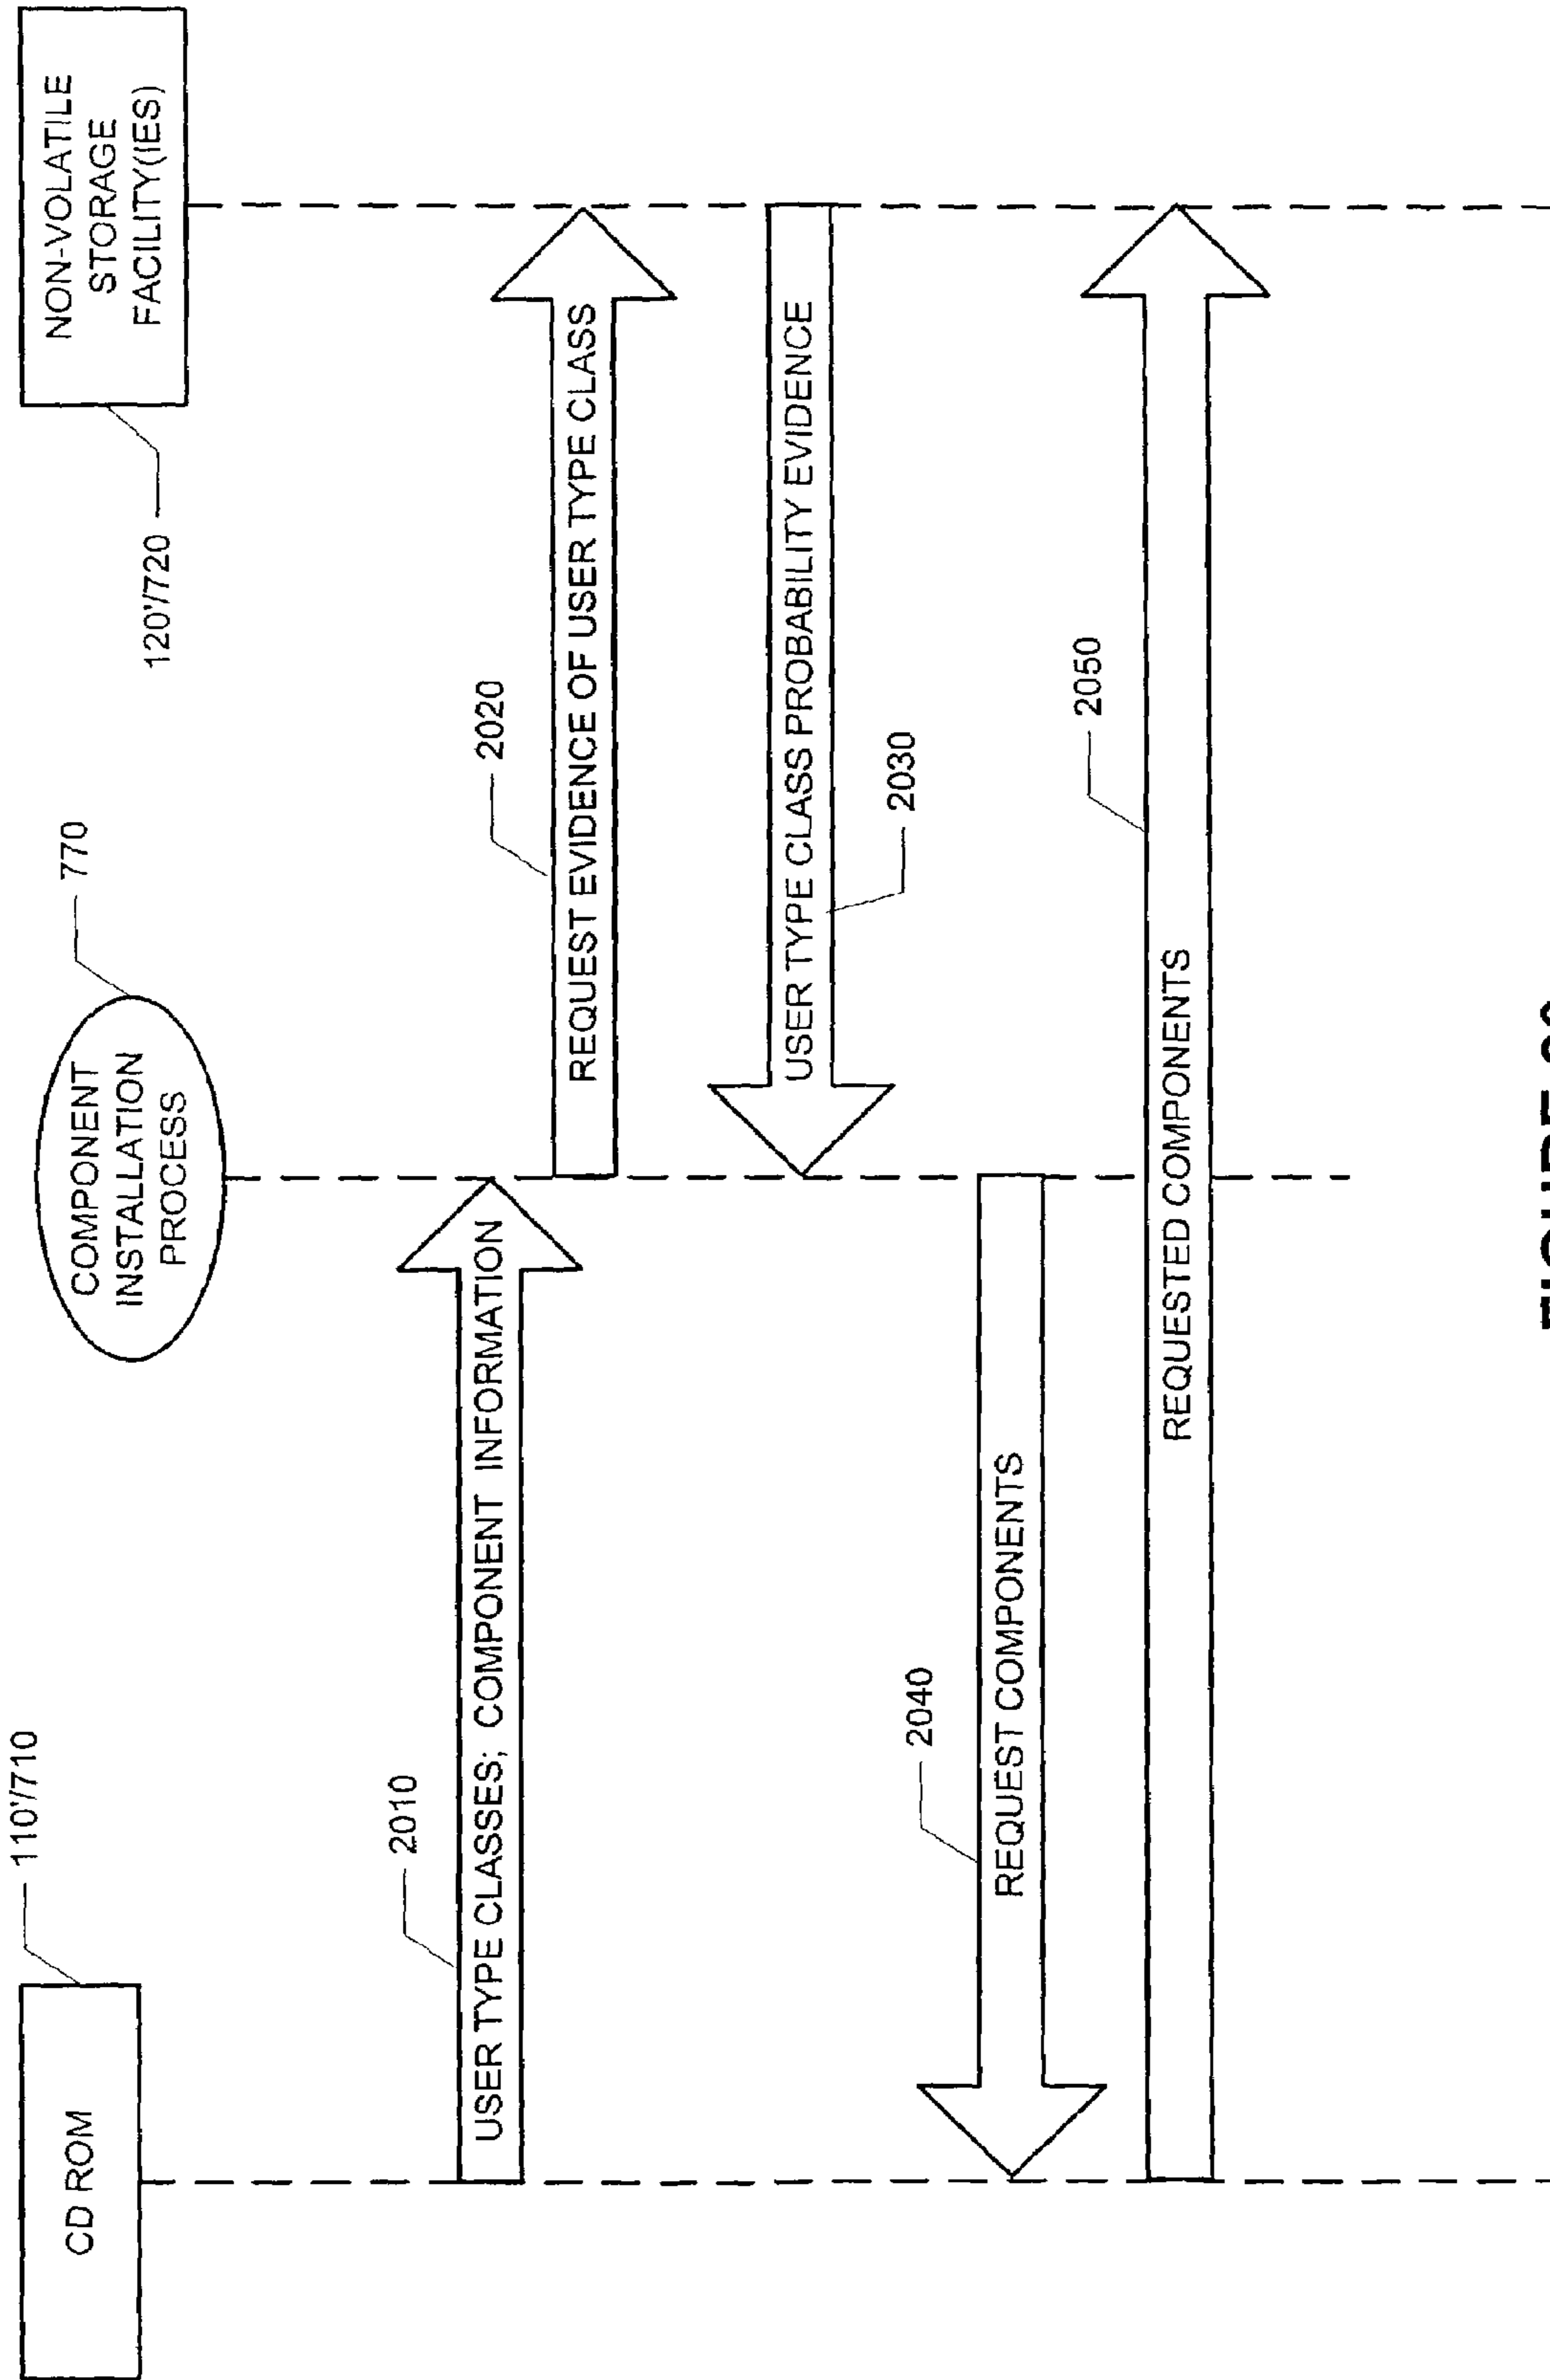 CD ROM
110'/710
COMPONENT
INSTALLATION
PROCESS
770
NON-VOLATILE
STORAGE
FACILITY(IES)
120'/720
2010
USER TYPE CLASSES; COMPONENT INFORMATION
2020
REQUEST EVIDENCE OF USER TYPE CLASS
USER TYPE CLASS PROBABILITY EVIDENCE
2030
2040
REQUEST COMPONENTS
2050
REQUESTED COMPONENTS
FIGURE